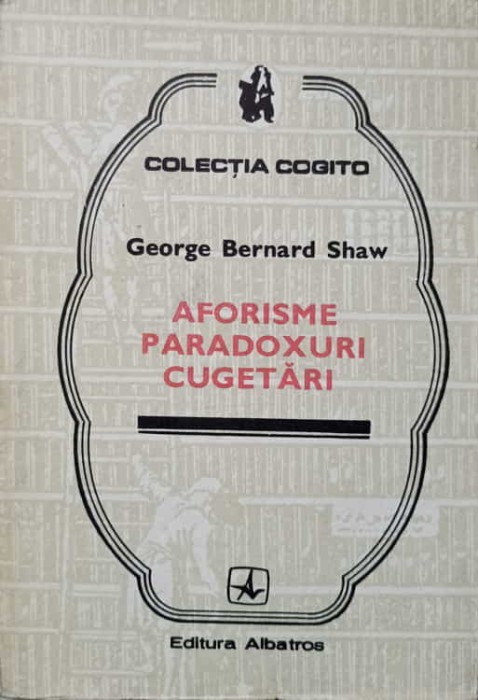 COLECȚIA COGITO
George Bernard Shaw
AFORISME
PARADOXURI
CUGETĂRI
Editura Albatros